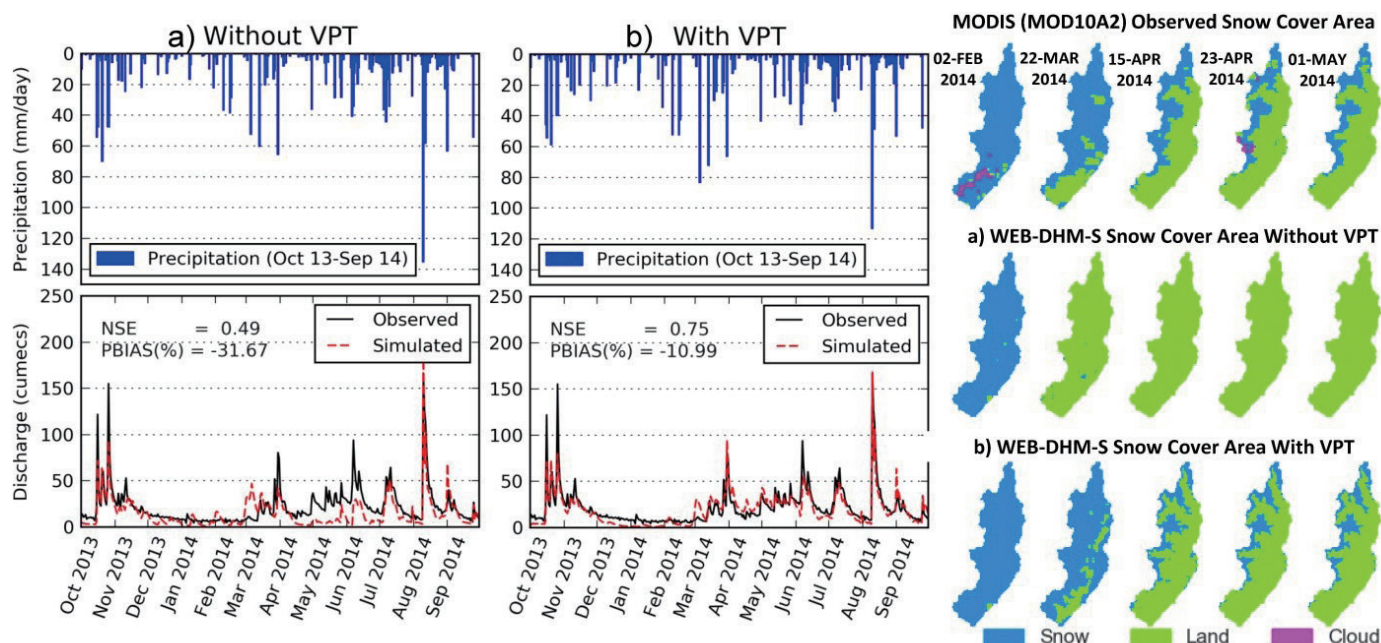 a) Without VPT
Precipitation (mm/day)
0
20
40
60
80
100
120
140
Precipitation (Oct 13-Sep 14)
Discharge (cumecs)
250
200
150
100
50
0
NSE = 0.49
PBIAS(%) = -31.67
Observed
Simulated
Oct 2013
Nov 2013
Dec 2013
Jan 2014
Feb 2014
Mar 2014
Apr 2014
May 2014
Jun 2014
Jul 2014
Aug 2014
Sep 2014
b) With VPT
0
20
40
60
80
100
120
140
Precipitation (Oct 13-Sep 14)
250
200
150
100
50
0
NSE = 0.75
PBIAS(%) = -10.99
Observed
Simulated
Oct 2013
Nov 2013
Dec 2013
Jan 2014
Feb 2014
Mar 2014
Apr 2014
May 2014
Jun 2014
Jul 2014
Aug 2014
Sep 2014
MODIS (MOD10A2) Observed Snow Cover Area
02-FEB
2014
22-MAR
2014
15-APR
2014
23-APR
2014
01-MAY
2014
a) WEB-DHM-S Snow Cover Area Without VPT
b) WEB-DHM-S Snow Cover Area With VPT
Snow
Land
Cloud